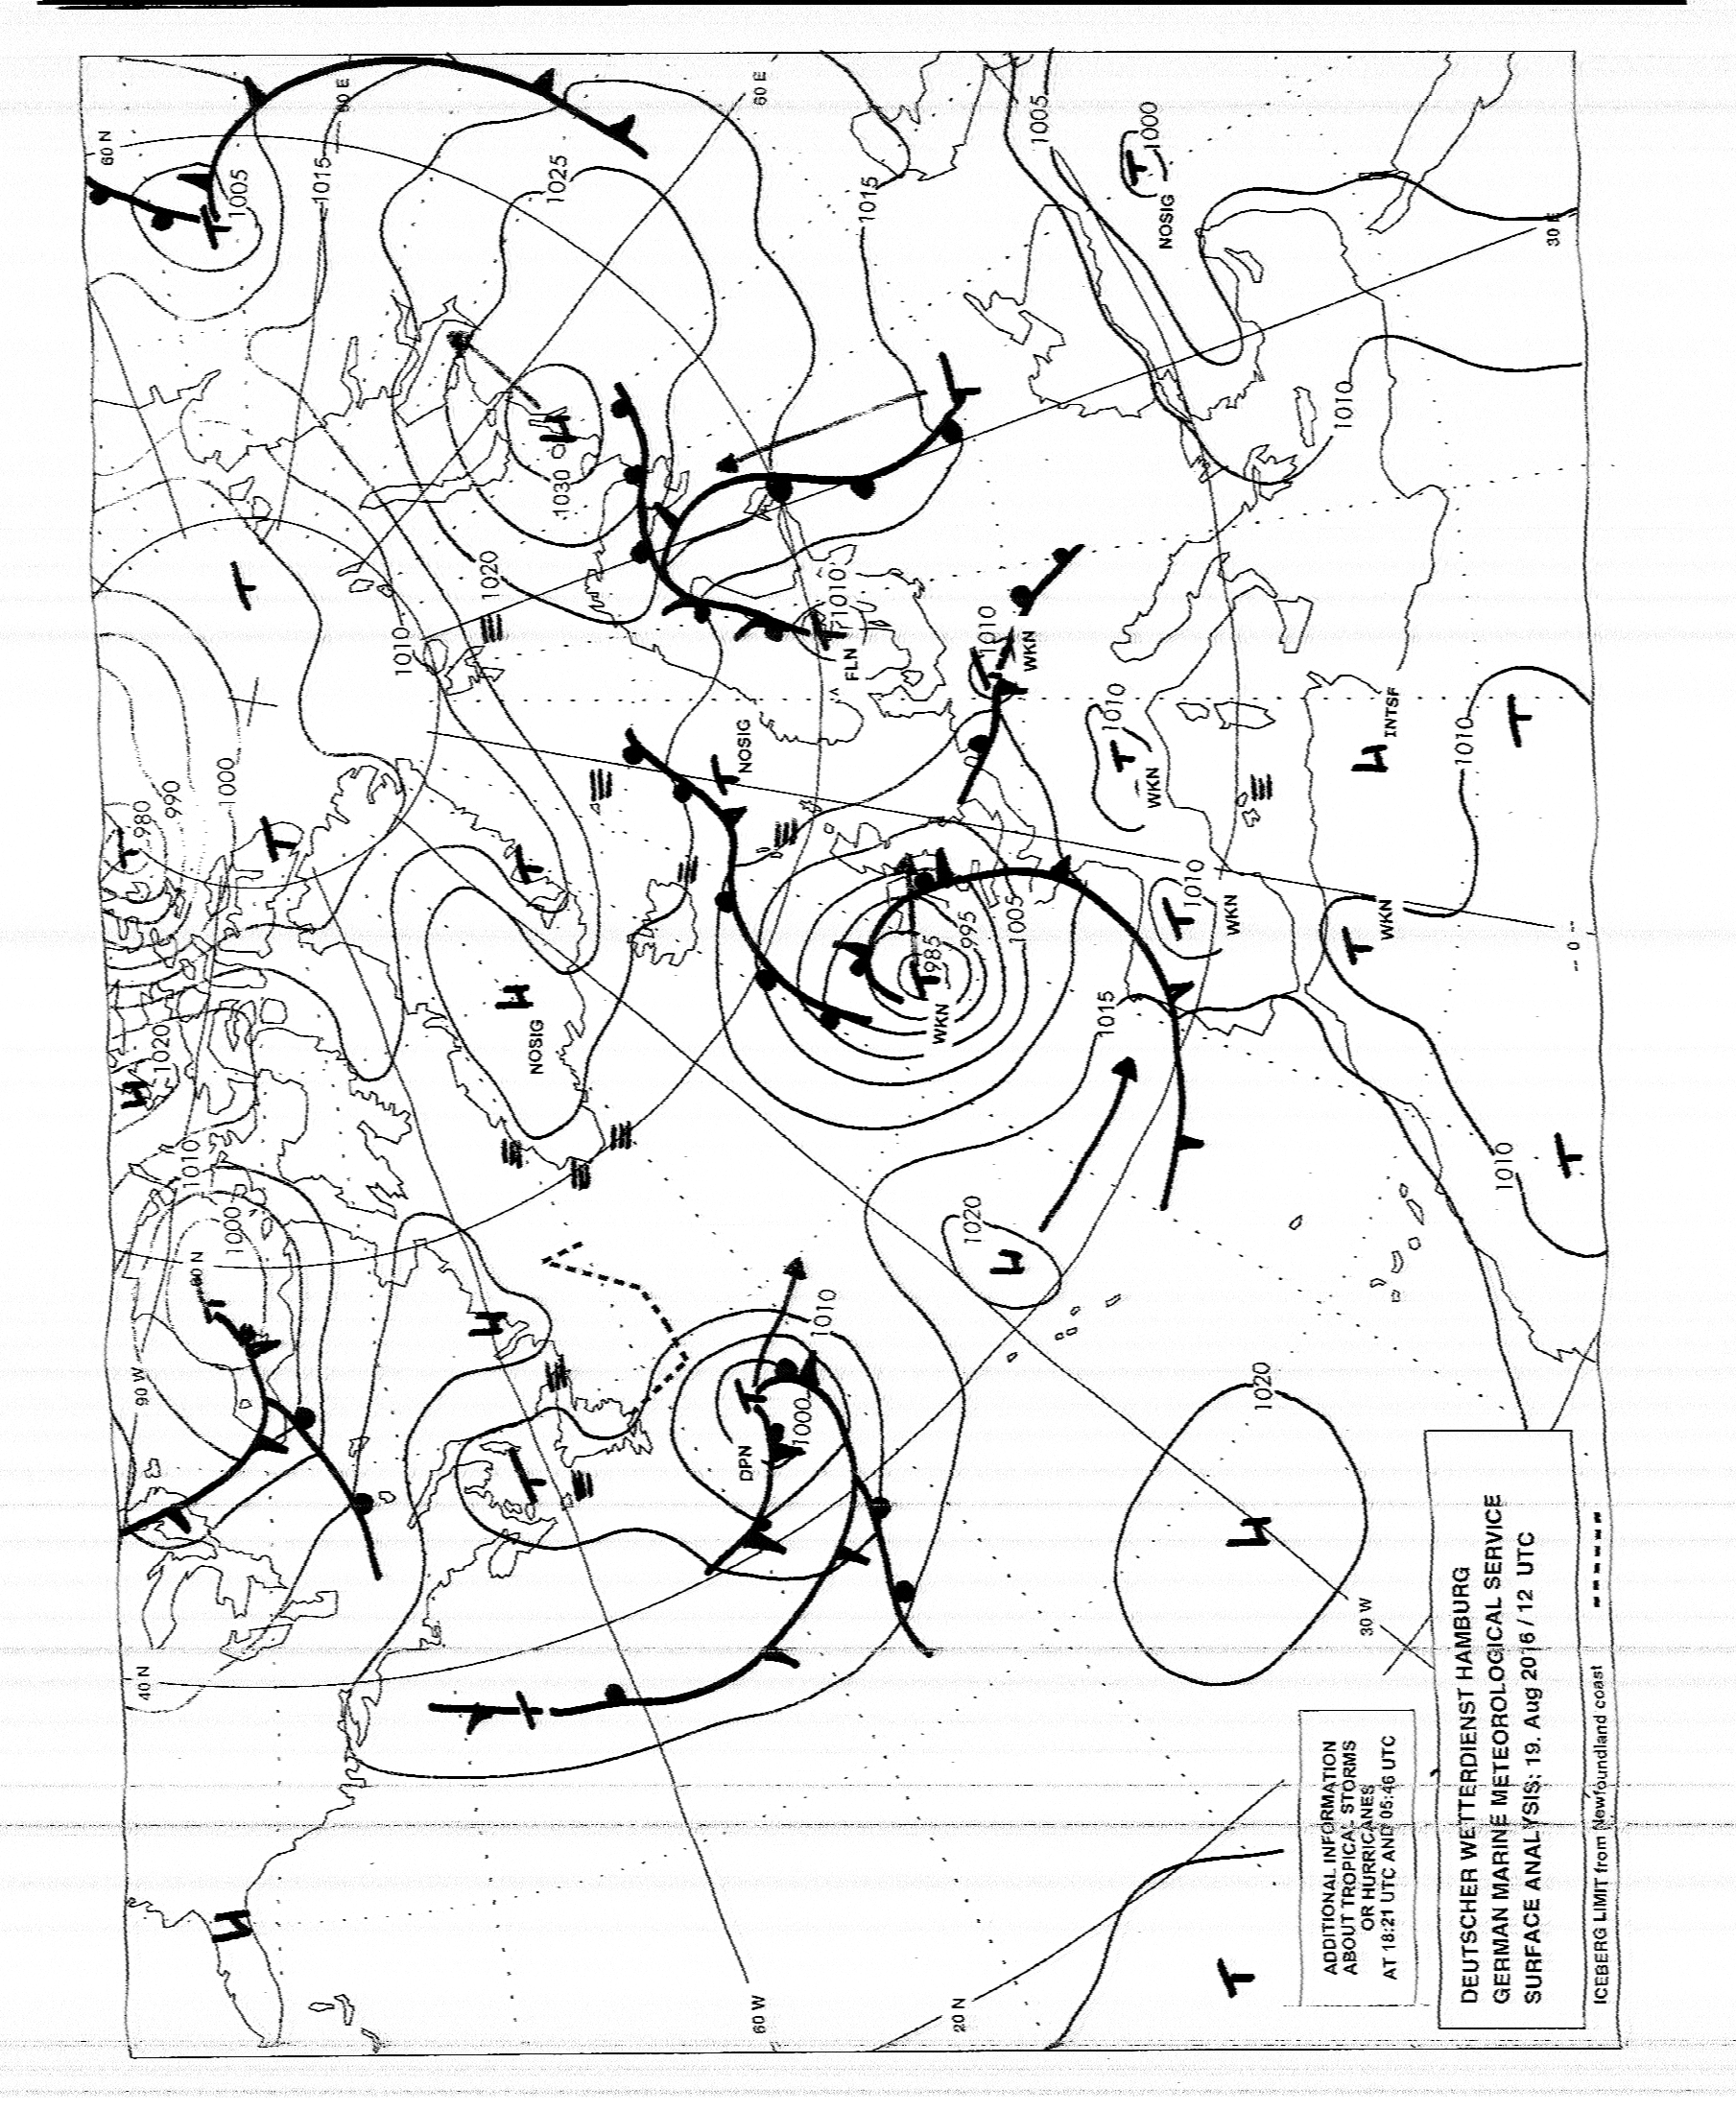 DEUTSCHER WETTERDIENST HAMBURG
GERMAN MARINE METEOROLOGICAL SERVICE
SURFACE ANALYSIS: 19. Aug 2016 / 12 UTC
ICEBERG LIMIT from Newfoundland coast
ADDITIONAL INFORMATION
ABOUT TROPICAL STORMS
OR HURRICANES
AT 18:21 UTC AND 05:46 UTC
H
T
60 W
20 N
40 N
30 W
90 W
T
1000
1010
T
H
T
1000
DPN
1010
H
1020
H
1020
T
1010
H
1020
H
NOSIG
T
T
980
990
1000
T
T
985
995
1005
WKN
1015
T
1010
WKN
T
WKN
T
1010
WKN
H
INTSF
1010
T
T
NOSIG
1010
1020
T
T
1010
FLN
T
1010
WKN
H
1030
T
1010
T
1005
60 N
1015
1025
60 E
1015
1005
T
1000
NOSIG
30 E
0